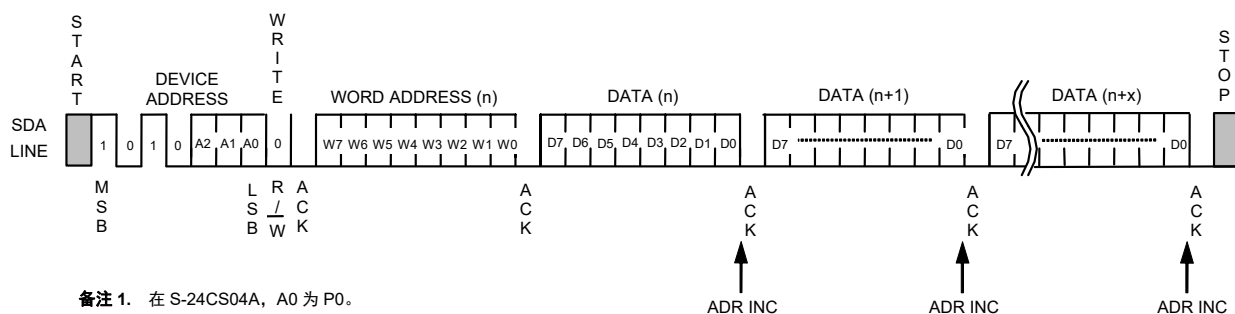 START
WRITE
STOP
DEVICE
ADDRESS
WORD ADDRESS (n)
DATA (n)
DATA (n+1)
DATA (n+x)
SDA
LINE
1 0 1 0 A2 A1 A0 0 W7 W6 W5 W4 W3 W2 W1 W0 D7 D6 D5 D4 D3 D2 D1 D0 D7 D0 D7 D0
MSB
LSB
R/W
ACK
ACK
ACK
ACK
ACK
ADR INC
ADR INC
ADR INC
备注 1. 在 S-24CS04A，A0 为 P0。